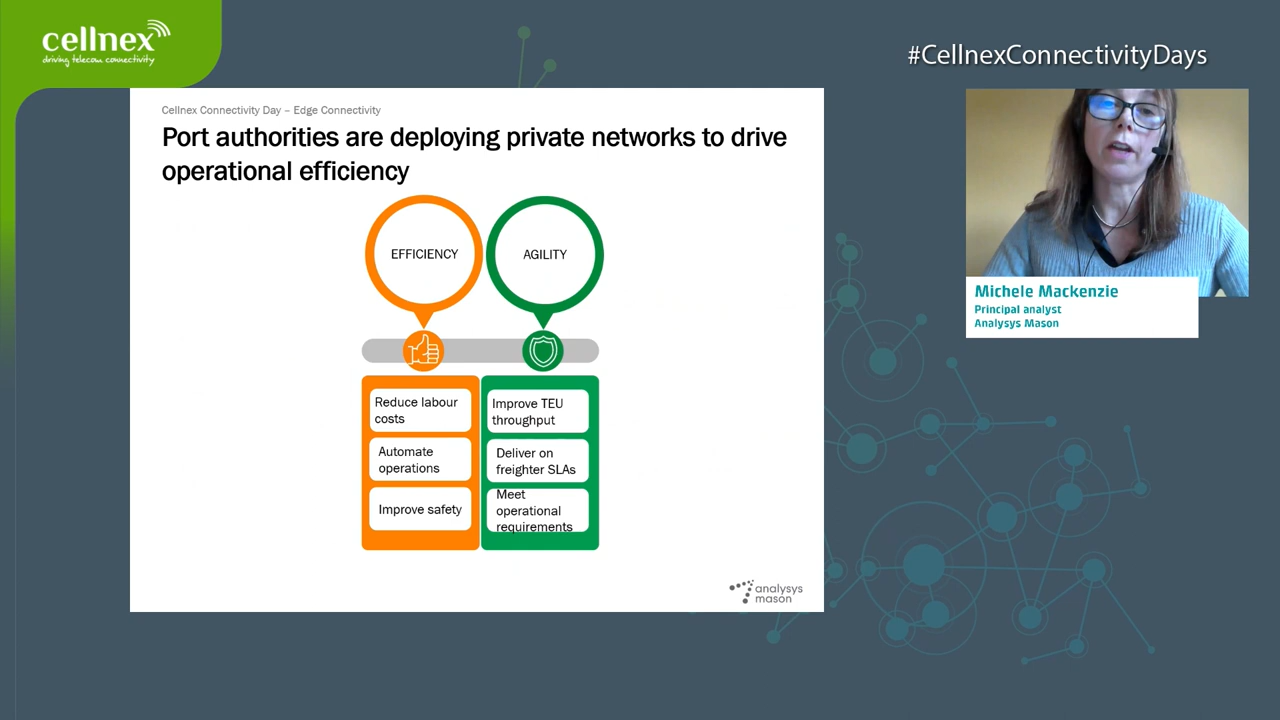 cellnex
driving telecom connectivity
#CellnexConnectivityDays
Cellnex Connectivity Day – Edge Connectivity
Port authorities are deploying private networks to drive
operational efficiency
EFFICIENCY
AGILITY
Reduce labour
costs
Automate
operations
Improve safety
Improve TEU
throughput
Deliver on
freighter SLAs
Meet
operational
requirements
analysys
mason
Michele Mackenzie
Principal analyst
Analysys Mason